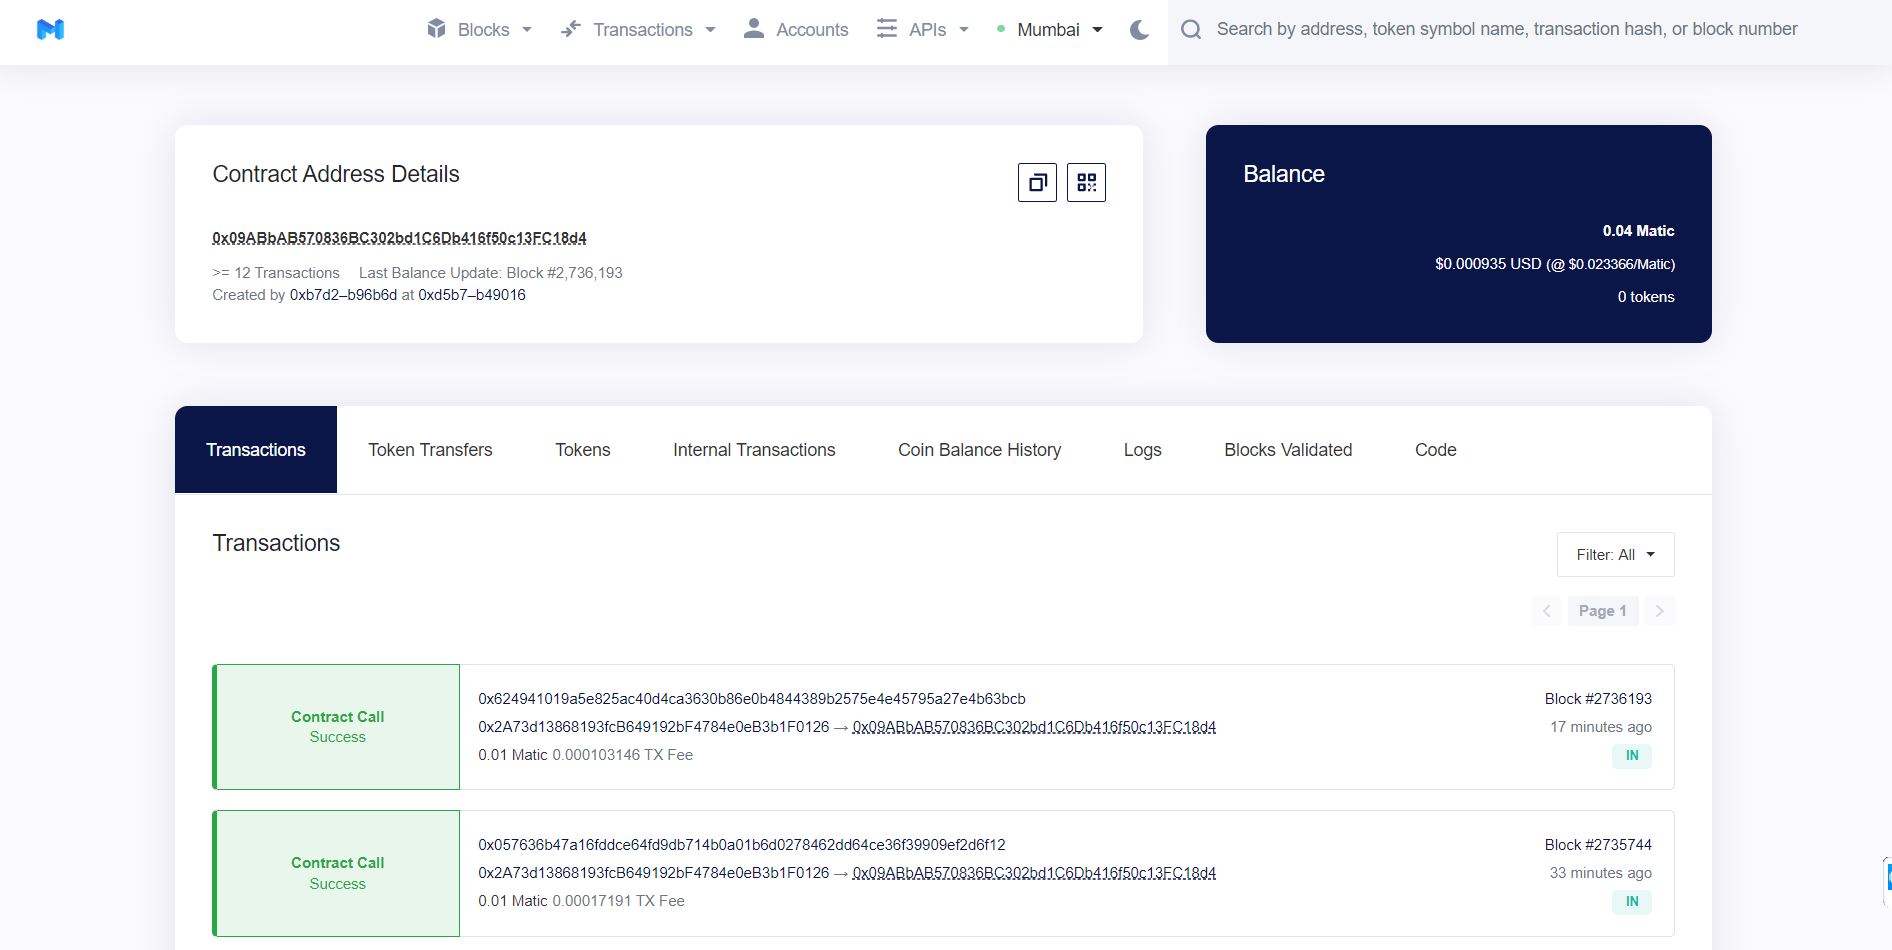 Blocks
Transactions
Accounts
APIs
Mumbai
Search by address, token symbol name, transaction hash, or block number
Contract Address Details
0x09ABbAB570836BC302bd1C6Db416f50c13FC18d4
>= 12 Transactions Last Balance Update: Block #2,736,193
Created by 0xb7d2–b96b6d at 0xd5b7–b49016
Balance
0.04 Matic
$0.000935 USD (@ $0.023366/Matic)
0 tokens
Transactions
Token Transfers
Tokens
Internal Transactions
Coin Balance History
Logs
Blocks Validated
Code
Transactions
Filter: All
Page 1
Contract Call
Success
0x624941019a5e825ac40d4ca3630b86e0b4844389b2575e4e45795a27e4b63bcb
0x2A73d13868193fcB649192bF4784e0eB3b1F0126 → 0x09ABbAB570836BC302bd1C6Db416f50c13FC18d4
0.01 Matic 0.000103146 TX Fee
Block #2736193
17 minutes ago
IN
Contract Call
Success
0x057636b47a16fddce64fd9db714b0a01b6d0278462dd64ce36f39909ef2d6f12
0x2A73d13868193fcB649192bF4784e0eB3b1F0126 → 0x09ABbAB570836BC302bd1C6Db416f50c13FC18d4
0.01 Matic 0.00017191 TX Fee
Block #2735744
33 minutes ago
IN